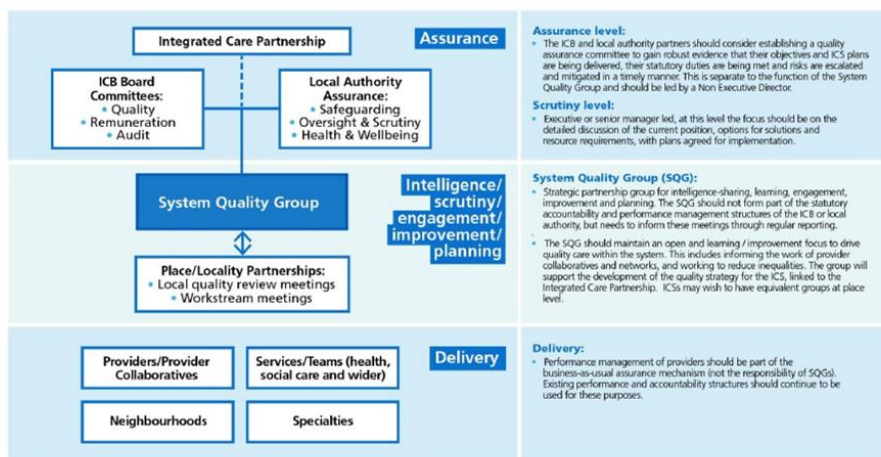 Integrated Care Partnership
Assurance
ICB Board
Committees:
• Quality
• Remuneration
• Audit
Local Authority
Assurance:
• Safeguarding
• Oversight & Scrutiny
• Health & Wellbeing
Assurance level:
• The ICB and local authority partners should consider establishing a quality
assurance committee to gain robust evidence that their objectives and ICS plans
are being delivered, their statutory duties are being met and risks are escalated
and mitigated in a timely manner. This is separate to the function of the System
Quality Group and should be led by a Non Executive Director.
Scrutiny level:
• Executive or senior manager led, at this level the focus should be on the
detailed discussion of the current position, options for solutions and
resource requirements, with plans agreed for implementation.
System Quality Group
Intelligence/
scrutiny/
engagement/
improvement/
planning
Place/Locality Partnerships:
• Local quality review meetings
• Workstream meetings
System Quality Group (SQG):
• Strategic partnership group for intelligence-sharing, learning, engagement,
improvement and planning. The SQG should not form part of the statutory
accountability and performance management structures of the ICB or local
authority, but needs to inform these meetings through regular reporting.
• The SQG should maintain an open and learning / improvement focus to drive
quality care within the system. This includes informing the work of provider
collaboratives and networks, and working to reduce inequalities. The group will
support the development of the quality strategy for the ICS, linked to the
Integrated Care Partnership. ICSs may wish to have equivalent groups at place
level.
Providers/Provider
Collaboratives
Services/Teams (health,
social care and wider)
Delivery
Neighbourhoods
Specialties
Delivery:
• Performance management of providers should be part of the
business-as-usual assurance mechanism (not the responsibility of SQGs).
Existing performance and accountability structures should continue to be
used for these purposes.